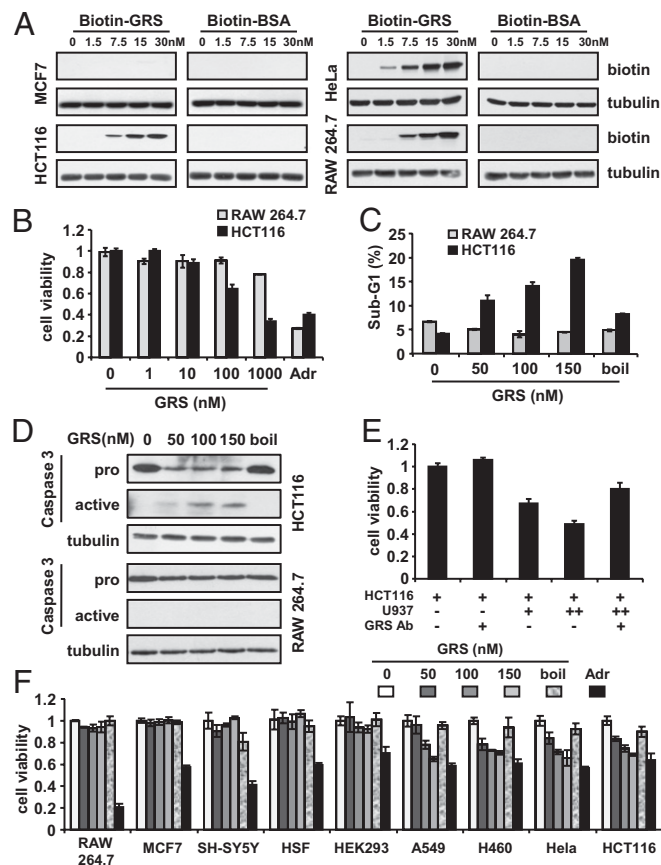 A
Biotin-GRS Biotin-BSA Biotin-GRS Biotin-BSA
0 1.5 7.5 15 30nM 0 1.5 7.5 15 30nM 0 1.5 7.5 15 30nM 0 1.5 7.5 15 30nM
MCF7
HeLa
biotin
tubulin
HCT116
RAW 264.7
biotin
tubulin
B
RAW 264.7
HCT116
cell viability
1.2
1
0.8
0.6
0.4
0.2
0
0 1 10 100 1000 Adr
GRS (nM)
C
RAW 264.7
HCT116
Sub-G1 (%)
25
20
15
10
5
0
0 50 100 150 boil
GRS (nM)
D
GRS(nM) 0 50 100 150 boil
Caspase 3
pro
active
tubulin
HCT116
Caspase 3
pro
active
tubulin
RAW 264.7
E
cell viability
1.2
1
0.8
0.6
0.4
0.2
0
HCT116 + + + + +
U937 - - + ++ ++
GRS Ab - + - - +
F
GRS (nM)
0 50 100 150 boil Adr
cell viability
1.2
1
0.8
0.6
0.4
0.2
0
RAW 264.7 MCF7 SH-SY5Y HSF HEK293 A549 H460 Hela HCT116